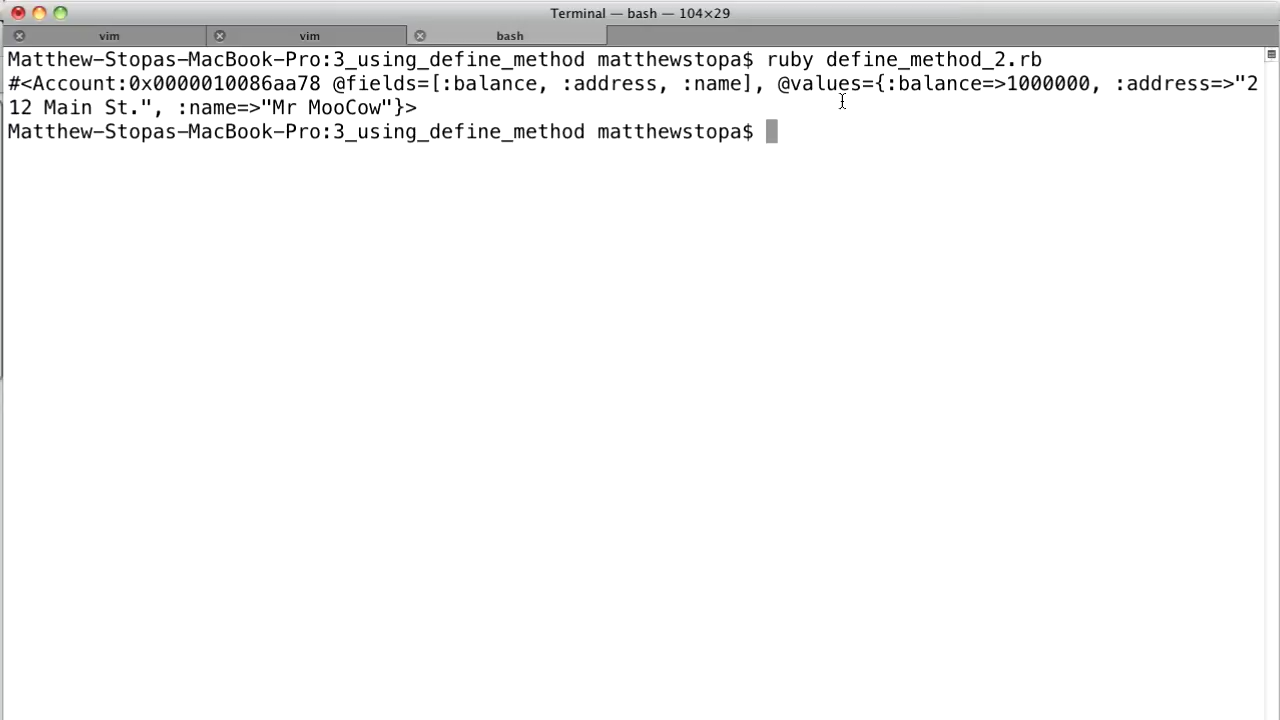 Terminal — bash — 104×29
vim vim bash
Matthew-Stopas-MacBook-Pro:3_using_define_method matthewstopa$ ruby define_method_2.rb
#<Account:0x0000010086aa78 @fields=[:balance, :address, :name], @values={:balance=>1000000, :address=>"2
12 Main St.", :name=>"Mr MooCow"}>
Matthew-Stopas-MacBook-Pro:3_using_define_method matthewstopa$